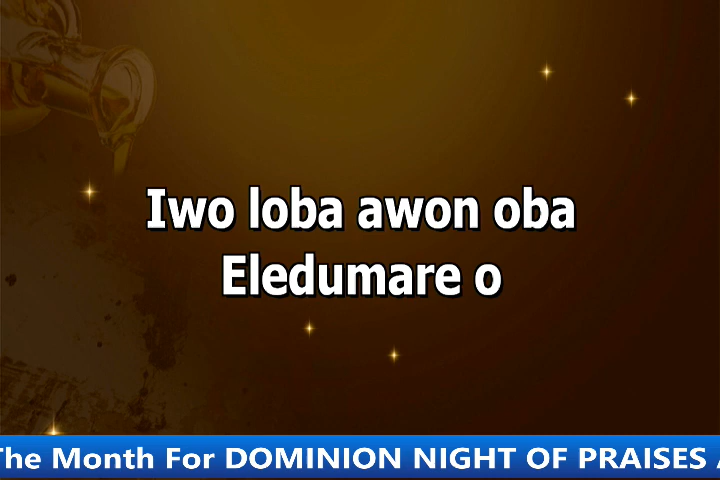 Iwo loba awon oba
Eledumare o
The Month For DOMINION NIGHT OF PRAISES